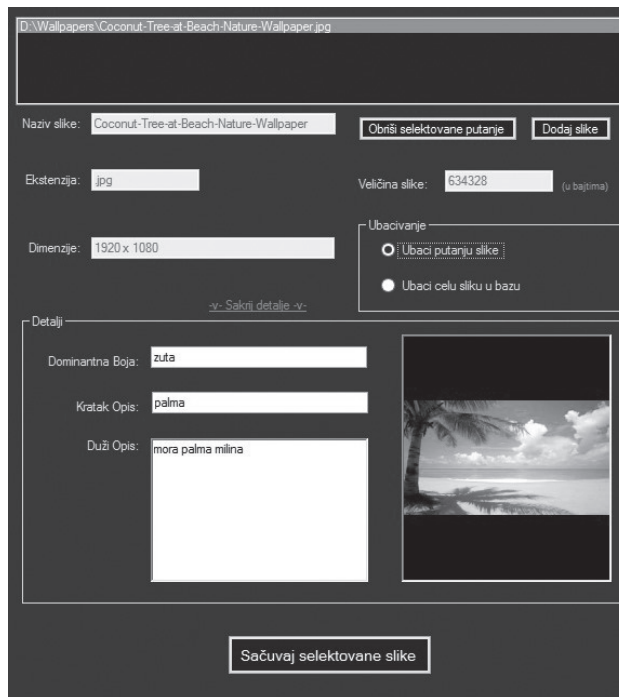 D:\Wallpapers\Coconut-Tree-at-Beach-Nature-Wallpaper.jpg
Naziv slike: Coconut-Tree-at-Beach-Nature-Wallpaper Obriši selektovane putanje Dodaj slike
Ekstenzija: .jpg Veličina slike: 634328 (u bajtima)
Ubacivanje
Dimenzije: 1920 x 1080 Ubaci putanju slike
Ubaci celu sliku u bazu
-v- Sakrij detalje -v-
Detalji
Dominantna Boja: zuta
Kratak Opis: palma
Duži Opis: mora palma milina
Sačuvaj selektovane slike